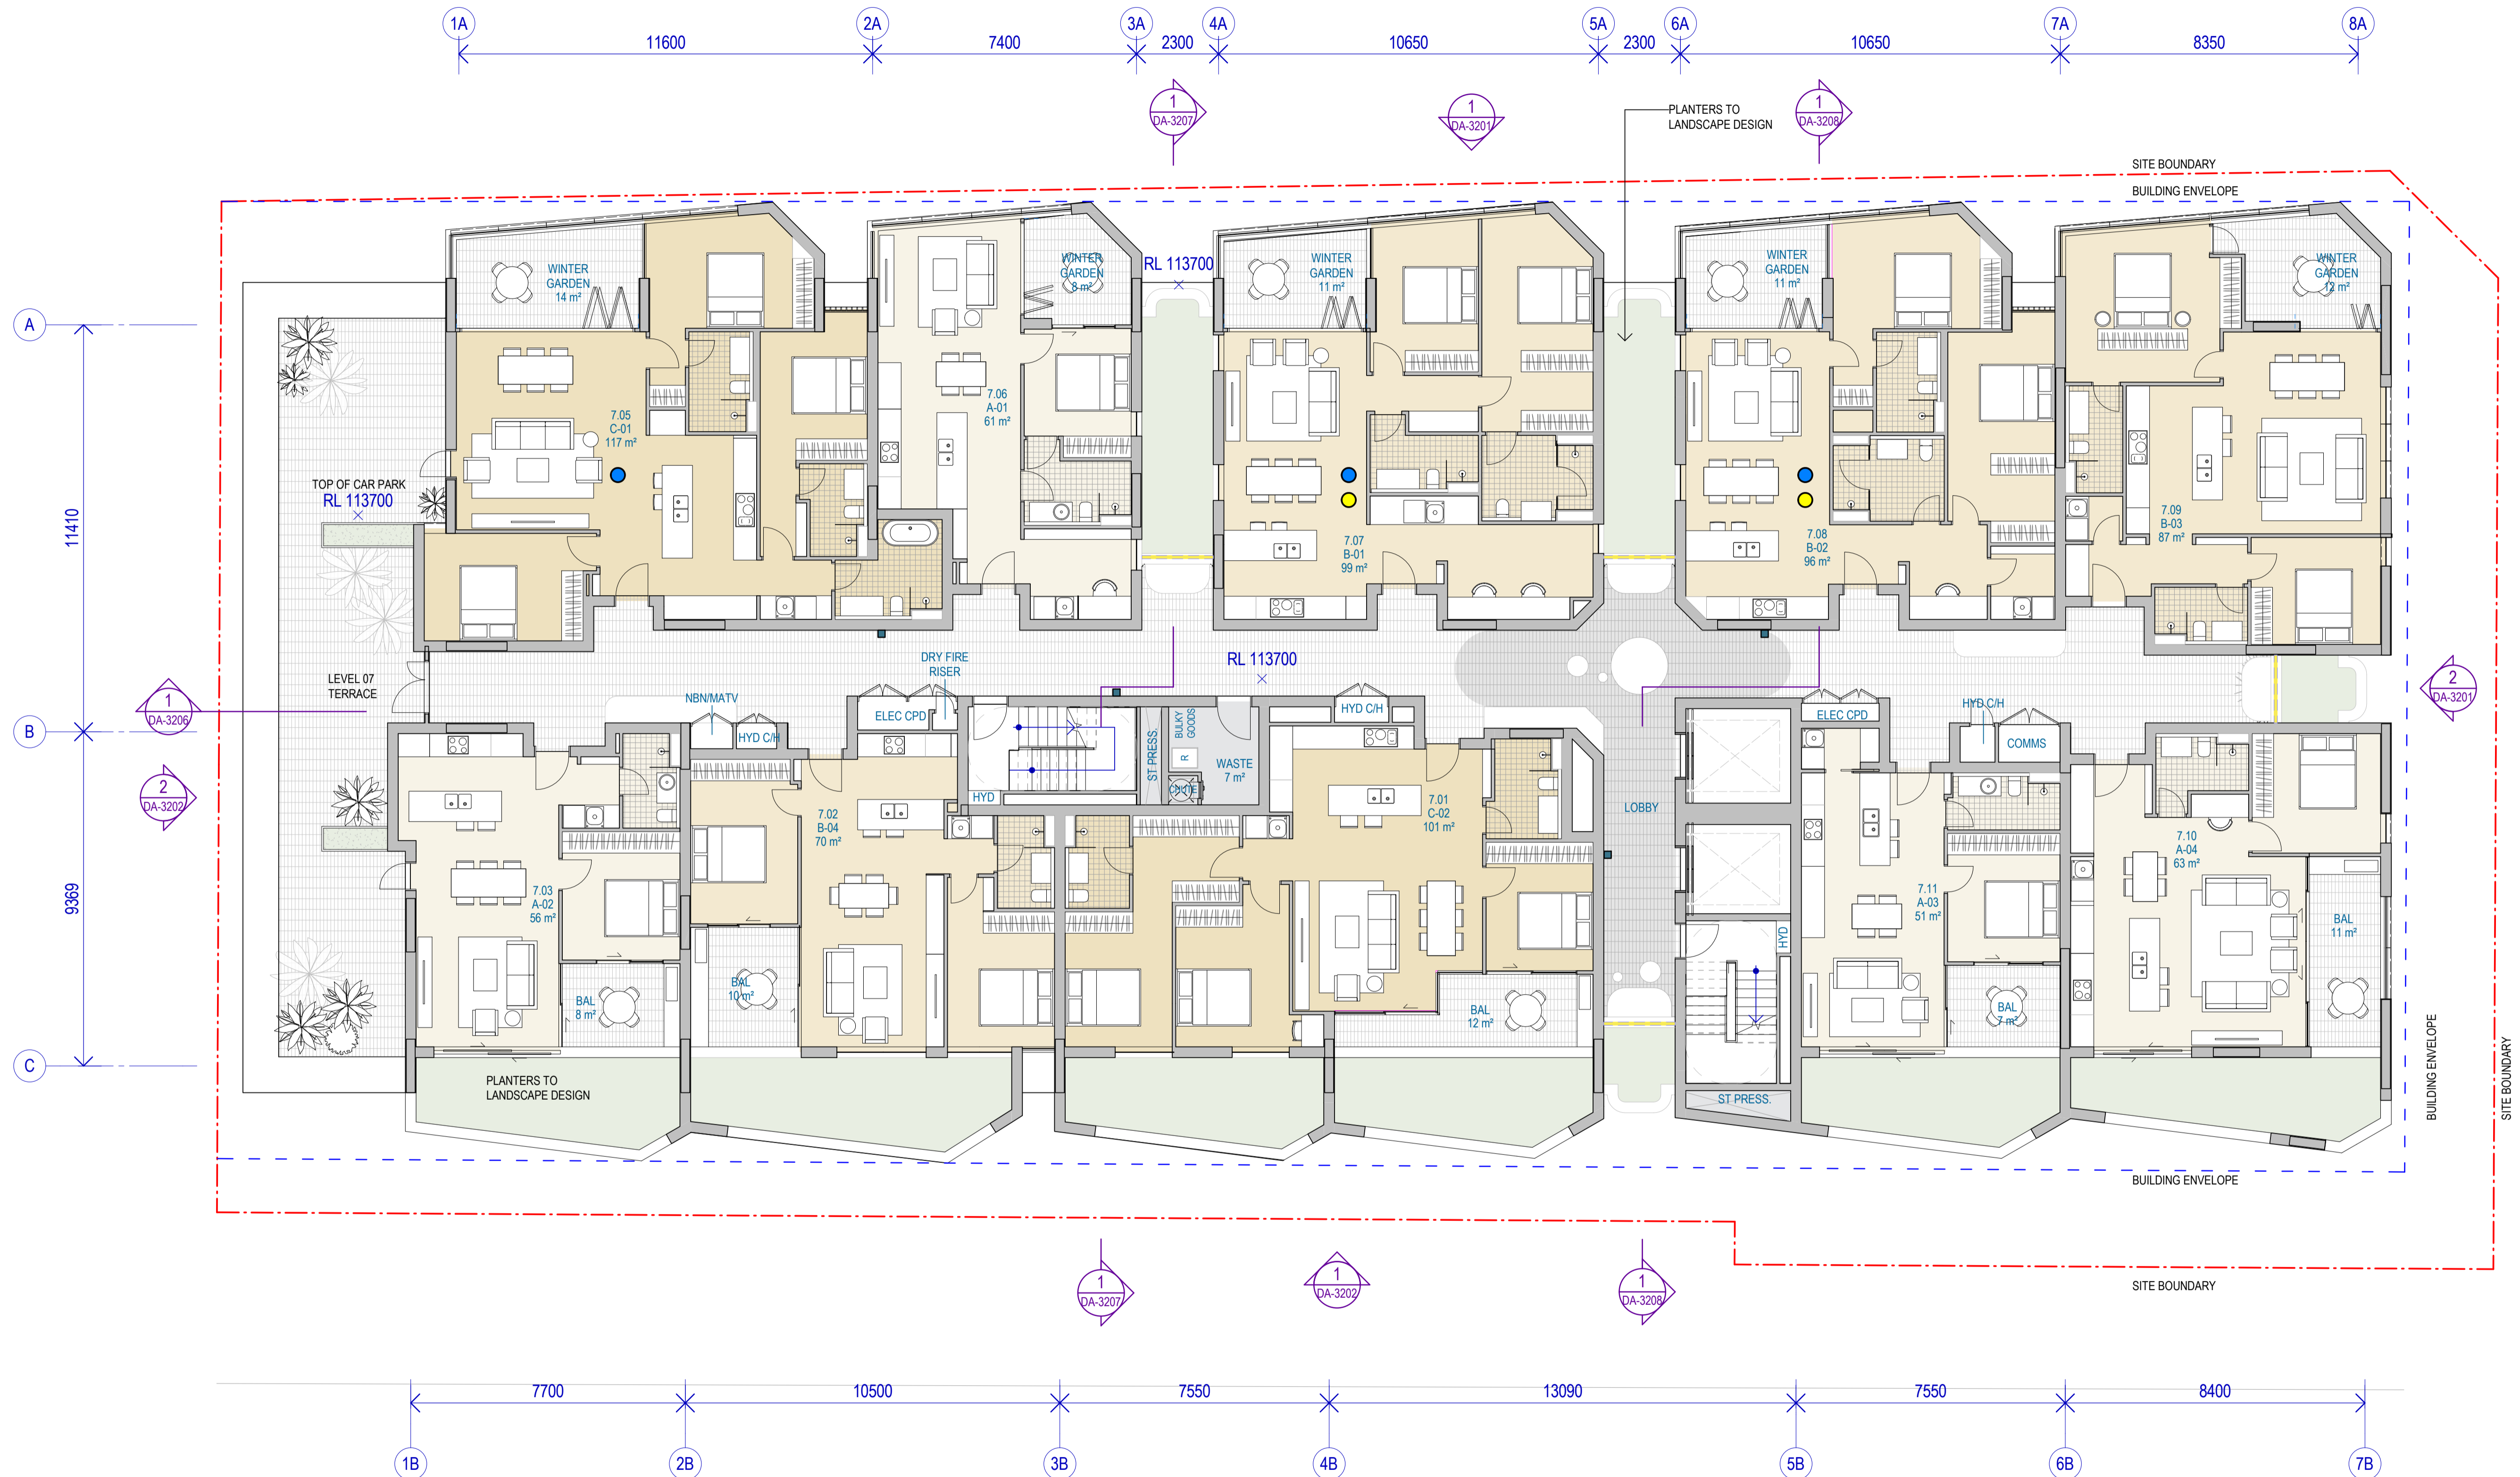 1A
2A
3A
4A
5A
6A
7A
8A
11600
7400
2300
10650
2300
10650
8350
1
DA-3207
1
DA-3201
PLANTERS TO
LANDSCAPE DESIGN
1
DA-3208
SITE BOUNDARY
BUILDING ENVELOPE
WINTER
GARDEN
14 m²
WINTER
GARDEN
8 m²
RL 113700
WINTER
GARDEN
11 m²
WINTER
GARDEN
11 m²
WINTER
GARDEN
12 m²
A
7.05
C-01
117 m²
7.06
A-01
61 m²
TOP OF CAR PARK
RL 113700
11410
7.07
B-01
99 m²
7.08
B-02
96 m²
7.09
B-03
87 m²
LEVEL 07
TERRACE
DRY FIRE
RISER
RL 113700
NBN/MATV
1
DA-3206
2
DA-3201
ELEC CPD
HYD C/H
ELEC CPD
HYD C/H
B
HYD C/H
ST PRESS.
BULKY
GOODS
R
WASTE
7 m²
CHUTE
HYD
COMMS
2
DA-3202
7.02
B-04
70 m²
7.01
C-02
101 m²
LOBBY
7.10
A-04
63 m²
7.03
A-02
56 m²
7.11
A-03
51 m²
9369
BAL
11 m²
HYD
BAL
10 m²
BAL
8 m²
BAL
12 m²
BAL
7 m²
C
PLANTERS TO
LANDSCAPE DESIGN
ST PRESS.
BUILDING ENVELOPE
SITE BOUNDARY
BUILDING ENVELOPE
1
DA-3207
1
DA-3202
1
DA-3208
SITE BOUNDARY
7700
10500
7550
13090
7550
8400
1B
2B
3B
4B
5B
6B
7B